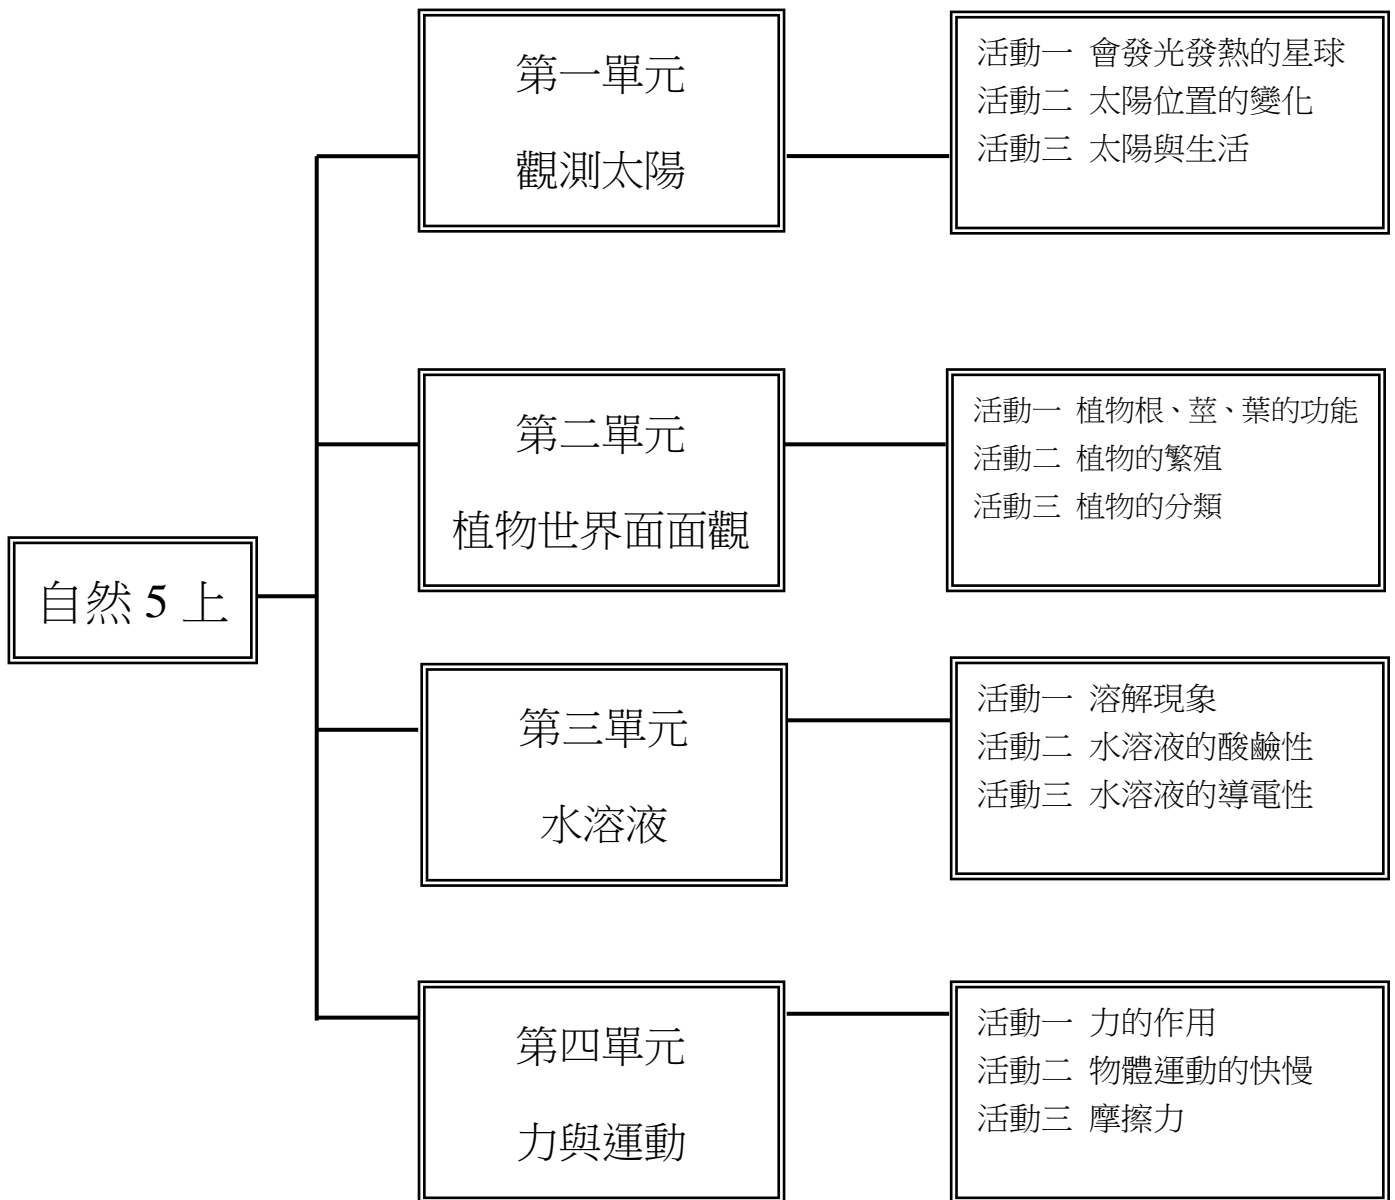 自然 5 上
第一單元
觀測太陽
活動一 會發光發熱的星球
活動二 太陽位置的變化
活動三 太陽與生活
第二單元
植物世界面面觀
活動一 植物根、莖、葉的功能
活動二 植物的繁殖
活動三 植物的分類
第三單元
水溶液
活動一 溶解現象
活動二 水溶液的酸鹼性
活動三 水溶液的導電性
第四單元
力與運動
活動一 力的作用
活動二 物體運動的快慢
活動三 摩擦力